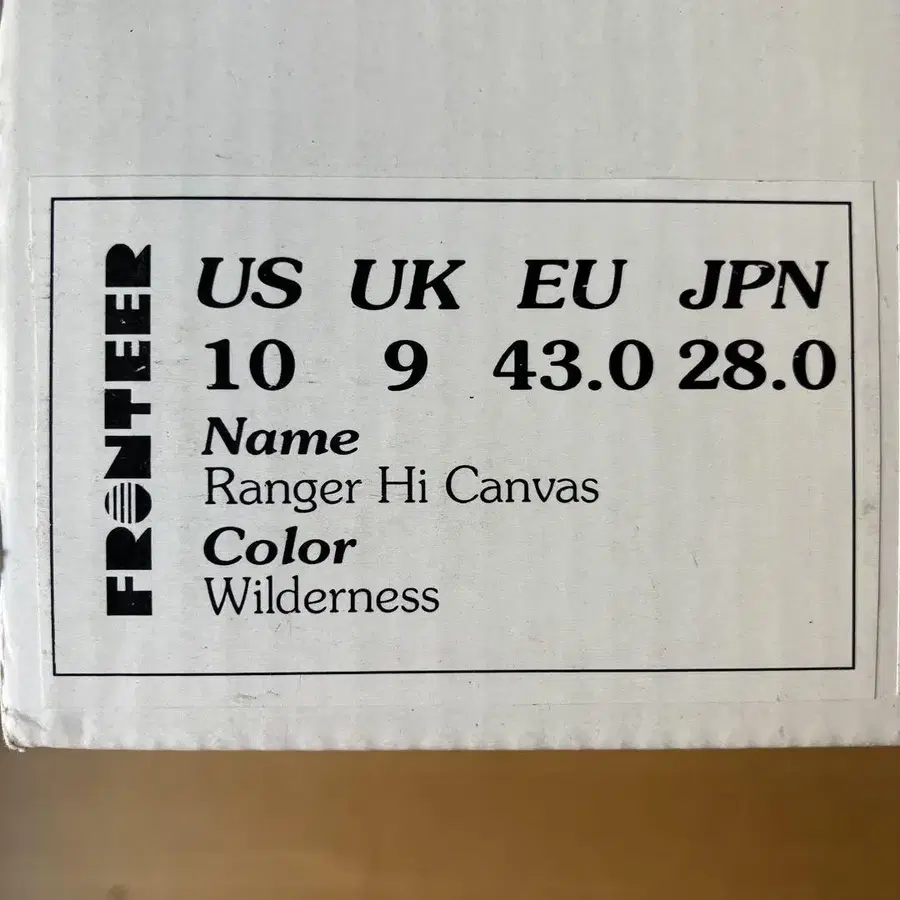 FRONTEER
US UK EU JPN
10 9 43.0 28.0
Name
Ranger Hi Canvas
Color
Wilderness